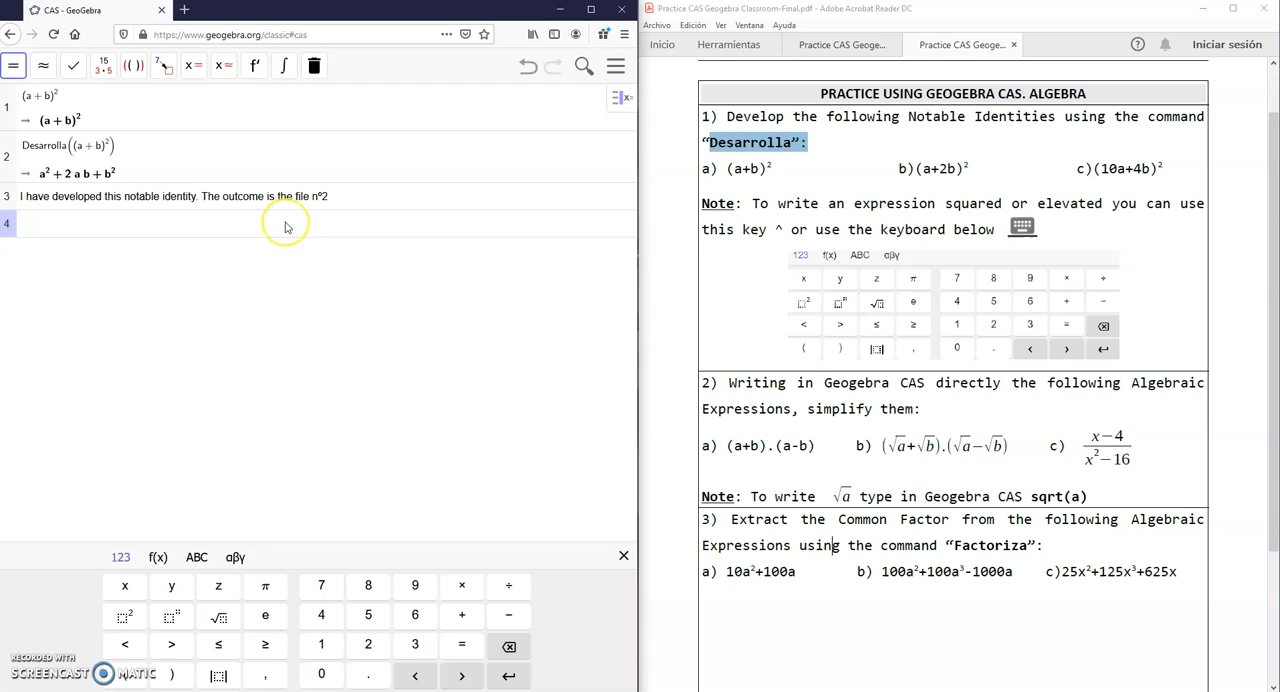 CAS - GeoGebra
https://www.geogebra.org/classic#cas
15
3·5
(( ))
7
x =
x ≈
f'
∫
1 (a + b)²
→ (a + b)²
2 Desarrolla((a + b)²)
→ a² + 2 a b + b²
3 I have developed this notable identity. The outcome is the file nº2
4
123 f(x) ABC αβγ
x y z π 7 8 9 × ÷
e 4 5 6 + −
< > ≤ ≥ 1 2 3 =
) , 0 . < >
RECORDED WITH
SCREENCAST MATIC
Practice CAS Geogebra Classroom-Final.pdf - Adobe Acrobat Reader DC
Archivo Edición Ver Ventana Ayuda
Inicio Herramientas Practice CAS Geoge... Practice CAS Geoge... × Iniciar sesión
PRACTICE USING GEOGEBRA CAS. ALGEBRA
1) Develop the following Notable Identities using the command
“Desarrolla”:
a) (a+b)² b)(a+2b)² c)(10a+4b)²
Note: To write an expression squared or elevated you can use
this key ^ or use the keyboard below
123 f(x) ABC αβγ
x y z π 7 8 9 × ÷
e 4 5 6 + −
< > ≤ ≥ 1 2 3 =
( ) , 0 . < >
2) Writing in Geogebra CAS directly the following Algebraic
Expressions, simplify them:
a) (a+b).(a-b) b) (√a+√b).(√a−√b) c) x−4
x²−16
Note: To write √a type in Geogebra CAS sqrt(a)
3) Extract the Common Factor from the following Algebraic
Expressions using the command “Factoriza”:
a) 10a²+100a b) 100a²+100a³-1000a c)25x²+125x³+625x